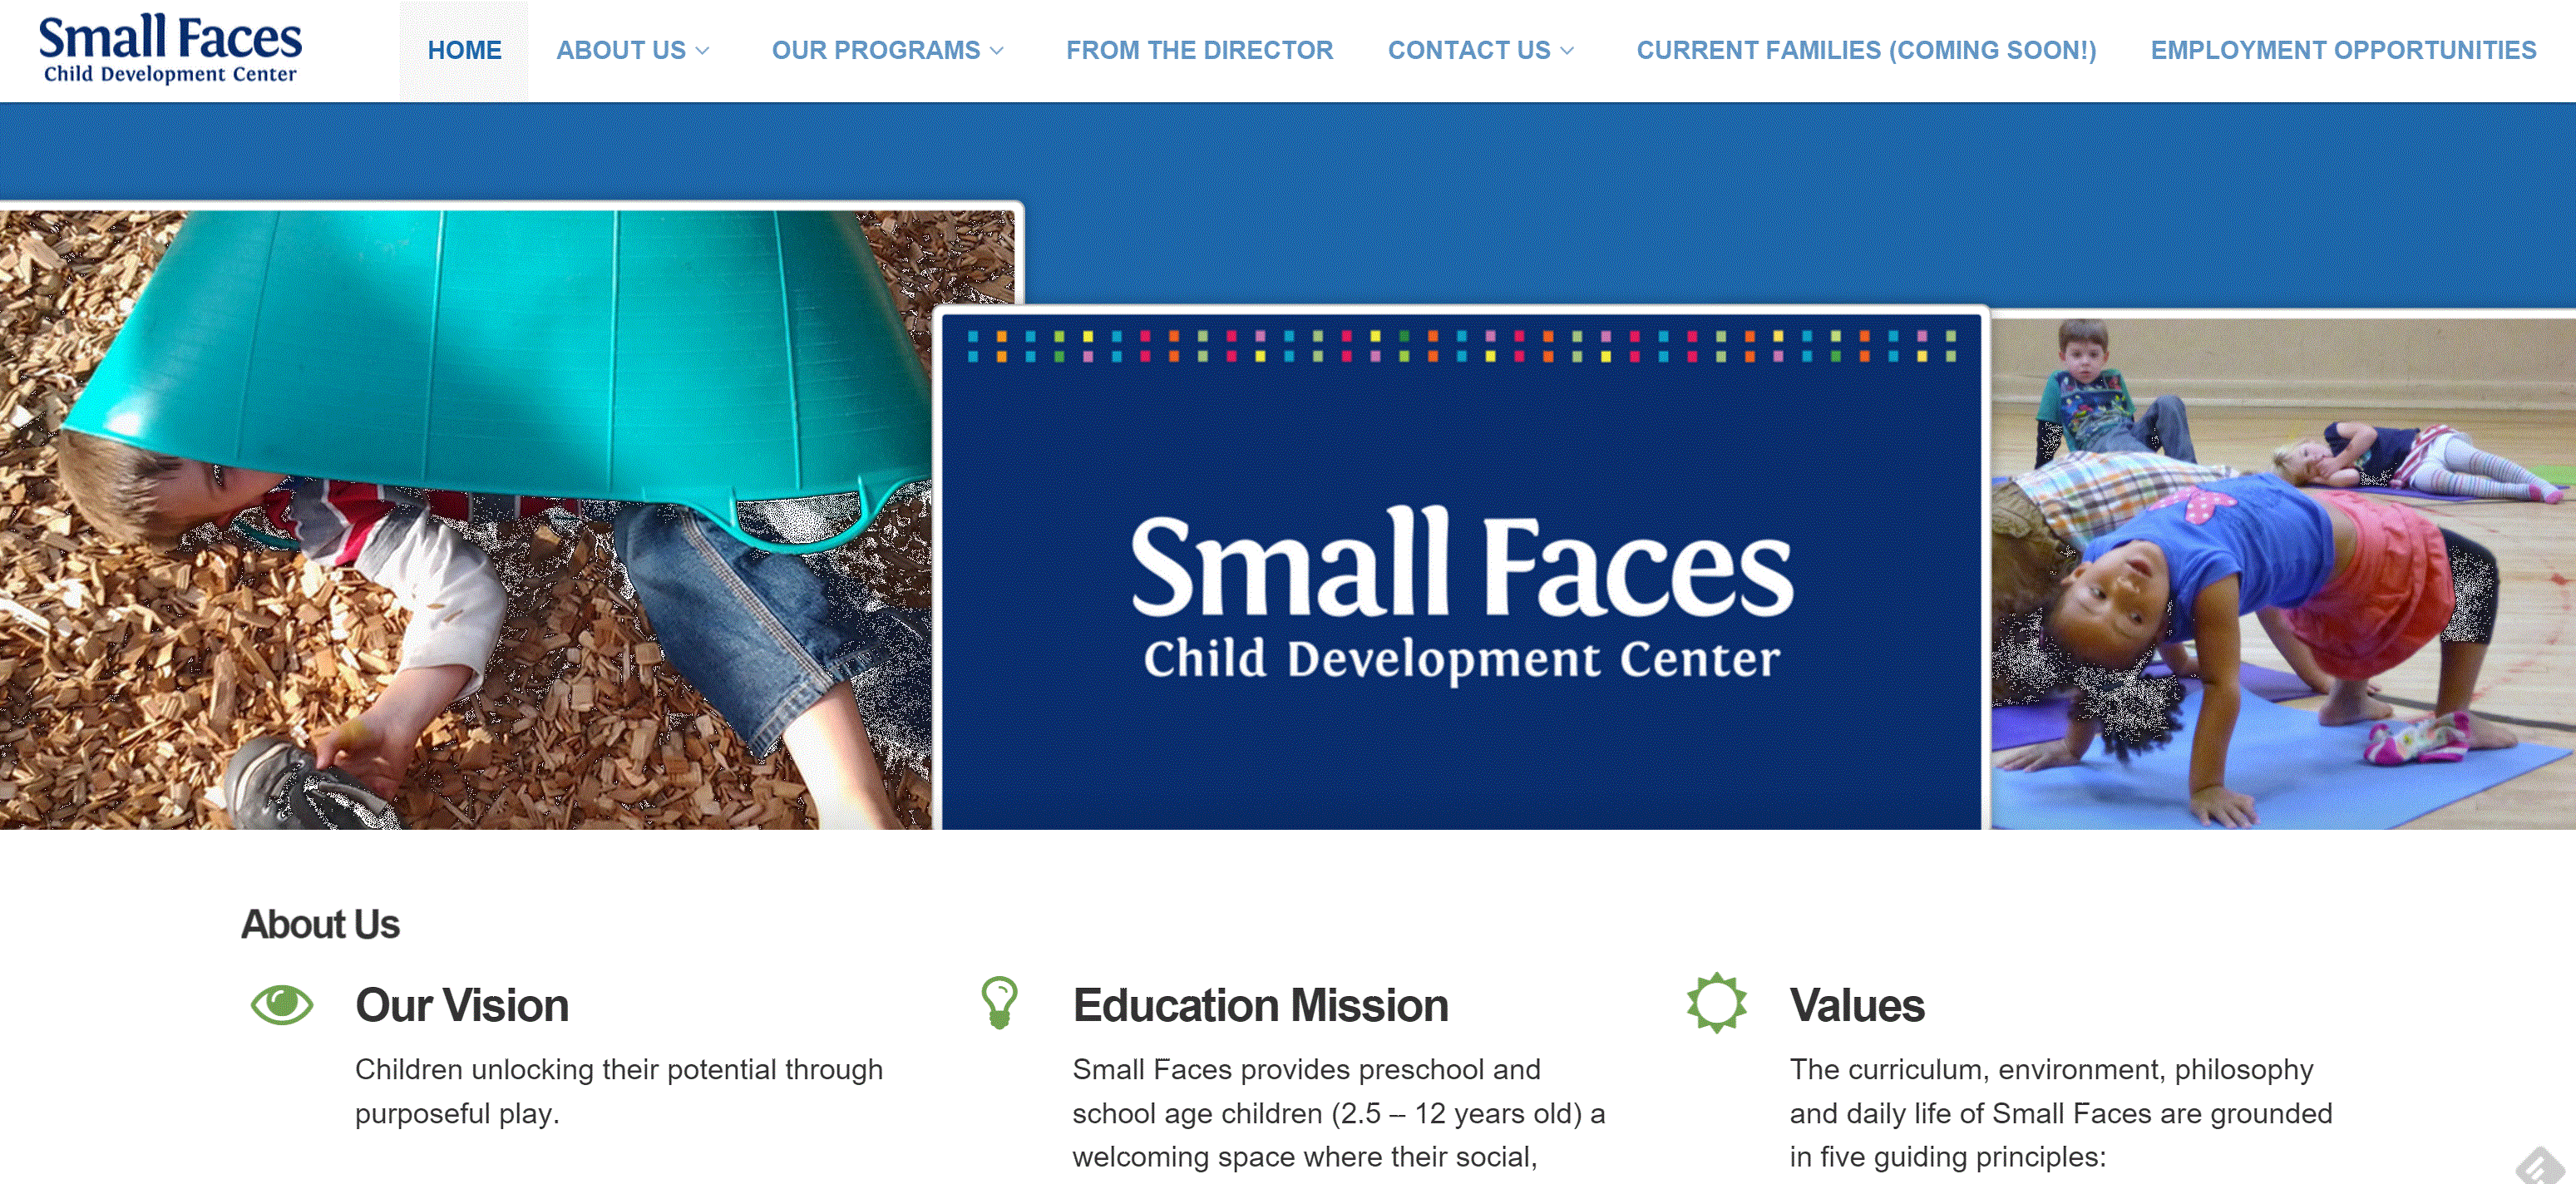 Small Faces
Child Development Center
HOME
ABOUT US
OUR PROGRAMS
FROM THE DIRECTOR
CONTACT US
CURRENT FAMILIES (COMING SOON!)
EMPLOYMENT OPPORTUNITIES
Small Faces
Child Development Center
About Us
Our Vision
Children unlocking their potential through
purposeful play.
Education Mission
Small Faces provides preschool and
school age children (2.5 – 12 years old) a
welcoming space where their social,
Values
The curriculum, environment, philosophy
and daily life of Small Faces are grounded
in five guiding principles: